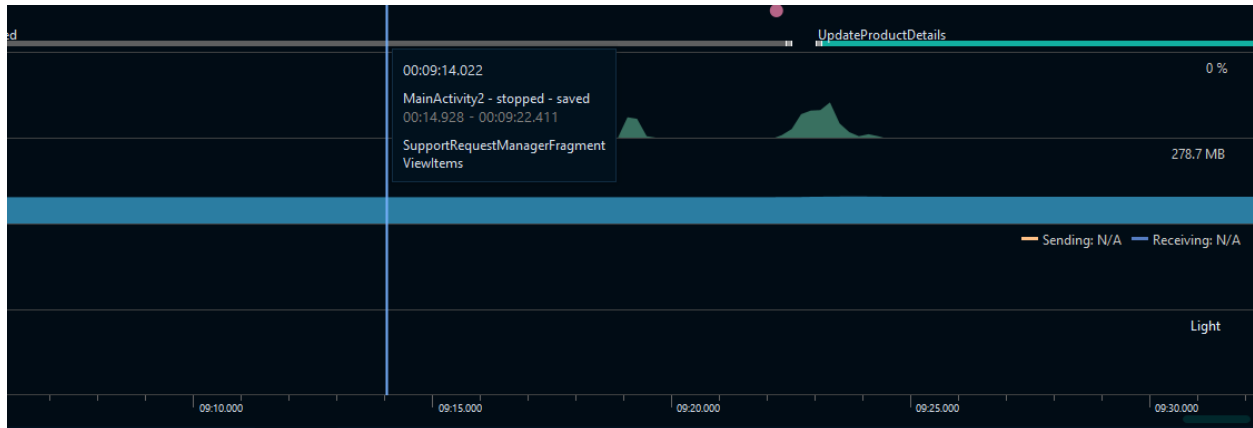 ed
UpdateProductDetails
00:09:14.022
0 %
MainActivity2 - stopped - saved
00:14.928 - 00:09:22.411
SupportRequestManagerFragment
ViewItems
278.7 MB
Sending: N/A Receiving: N/A
Light
09:10.000 09:15.000 09:20.000 09:25.000 09:30.000